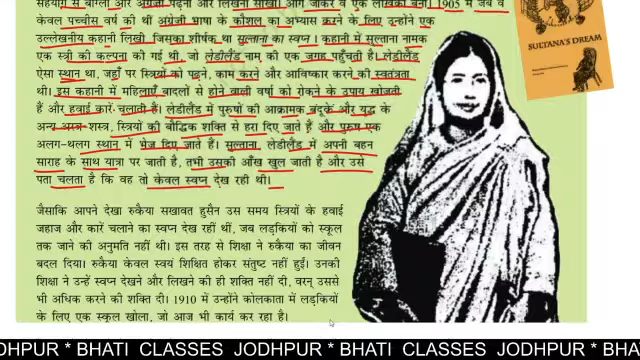 सहयोग से बांग्ला और अंग्रेज़ी पढ़ना और लिखना सीखा। आगे जाकर वे एक लेखिका बनीं। 1905 में जब वे
केवल पच्चीस वर्ष की थीं अंग्रेज़ी भाषा के कौशल का अभ्यास करने के लिए उन्होंने एक
उल्लेखनीय कहानी लिखी जिसका शीर्षक था सुल्ताना का स्वप्न। कहानी में सुल्ताना नामक
एक स्त्री की कल्पना की गई थी, जो लेडीलैंड नाम की एक जगह पहुँचती है। लेडीलैंड
ऐसा स्थान था, जहाँ पर स्त्रियों को पढ़ने, काम करने और आविष्कार करने की स्वतंत्रता
थी। इस कहानी में महिलाएँ बादलों से होने वाली वर्षा को रोकने के उपाय खोजती
हैं और हवाई कारें चलाती हैं। लेडीलैंड में पुरुषों की आक्रामक बंदूकें और युद्ध के
अन्य अस्त्र-शस्त्र, स्त्रियों की बौद्धिक शक्ति से हरा दिए जाते हैं और पुरुष एक
अलग-थलग स्थान में भेज दिए जाते हैं। सुल्ताना, लेडीलैंड में अपनी बहन
साराह के साथ यात्रा पर जाती है, तभी उसकी आँख खुल जाती है और उसे
पता चलता है कि वह तो केवल स्वप्न देख रही थी।
जैसाकि आपने देखा रुकैया सखावत हुसैन उस समय स्त्रियों के हवाई
जहाज और कारें चलाने का स्वप्न देख रहीं थीं, जब लड़कियों को स्कूल
तक जाने की अनुमति नहीं थी। इस तरह से शिक्षा ने रुकैया का जीवन
बदल दिया। रुकैया केवल स्वयं शिक्षित होकर संतुष्ट नहीं हुईं। उनकी
शिक्षा ने उन्हें स्वप्न देखने और लिखने की ही शक्ति नहीं दी, वरन् उससे
भी अधिक करने की शक्ति दी। 1910 में उन्होंने कोलकाता में लड़कियों
के लिए एक स्कूल खोला, जो आज भी कार्य कर रहा है।
SULTANA'S DREAM
ODHPUR * BHATI CLASSES JODHPUR * BHATI CLASSES JODHPUR * BHA